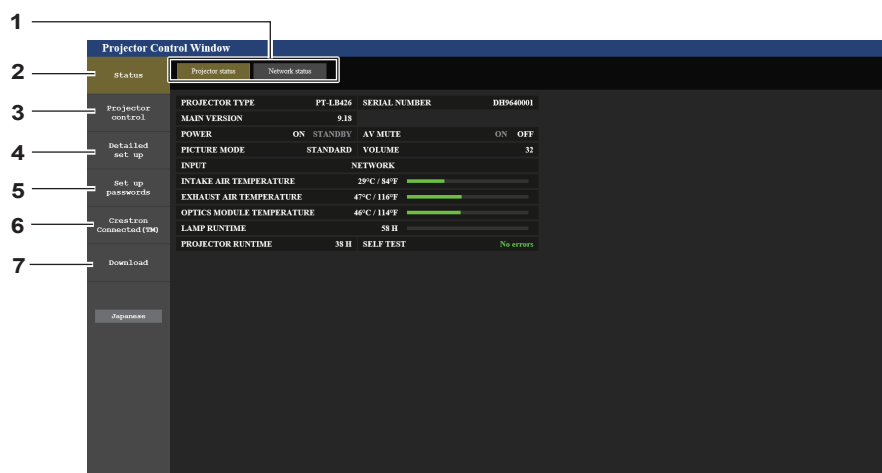 1
Projector Control Window
2
Status
Projector status Network status
3
Projector
control
4
Detailed
set up
5
Set up
passwords
6
Crestron
Connected(TM)
7
Download
Japanese
PROJECTOR TYPE PT-LB426 SERIAL NUMBER DH9640001
MAIN VERSION 9.18
POWER ON STANDBY AV MUTE ON OFF
PICTURE MODE STANDARD VOLUME 32
INPUT NETWORK
INTAKE AIR TEMPERATURE 29°C / 84°F
EXHAUST AIR TEMPERATURE 47°C / 116°F
OPTICS MODULE TEMPERATURE 46°C / 114°F
LAMP RUNTIME 58 H
PROJECTOR RUNTIME 38 H SELF TEST No errors